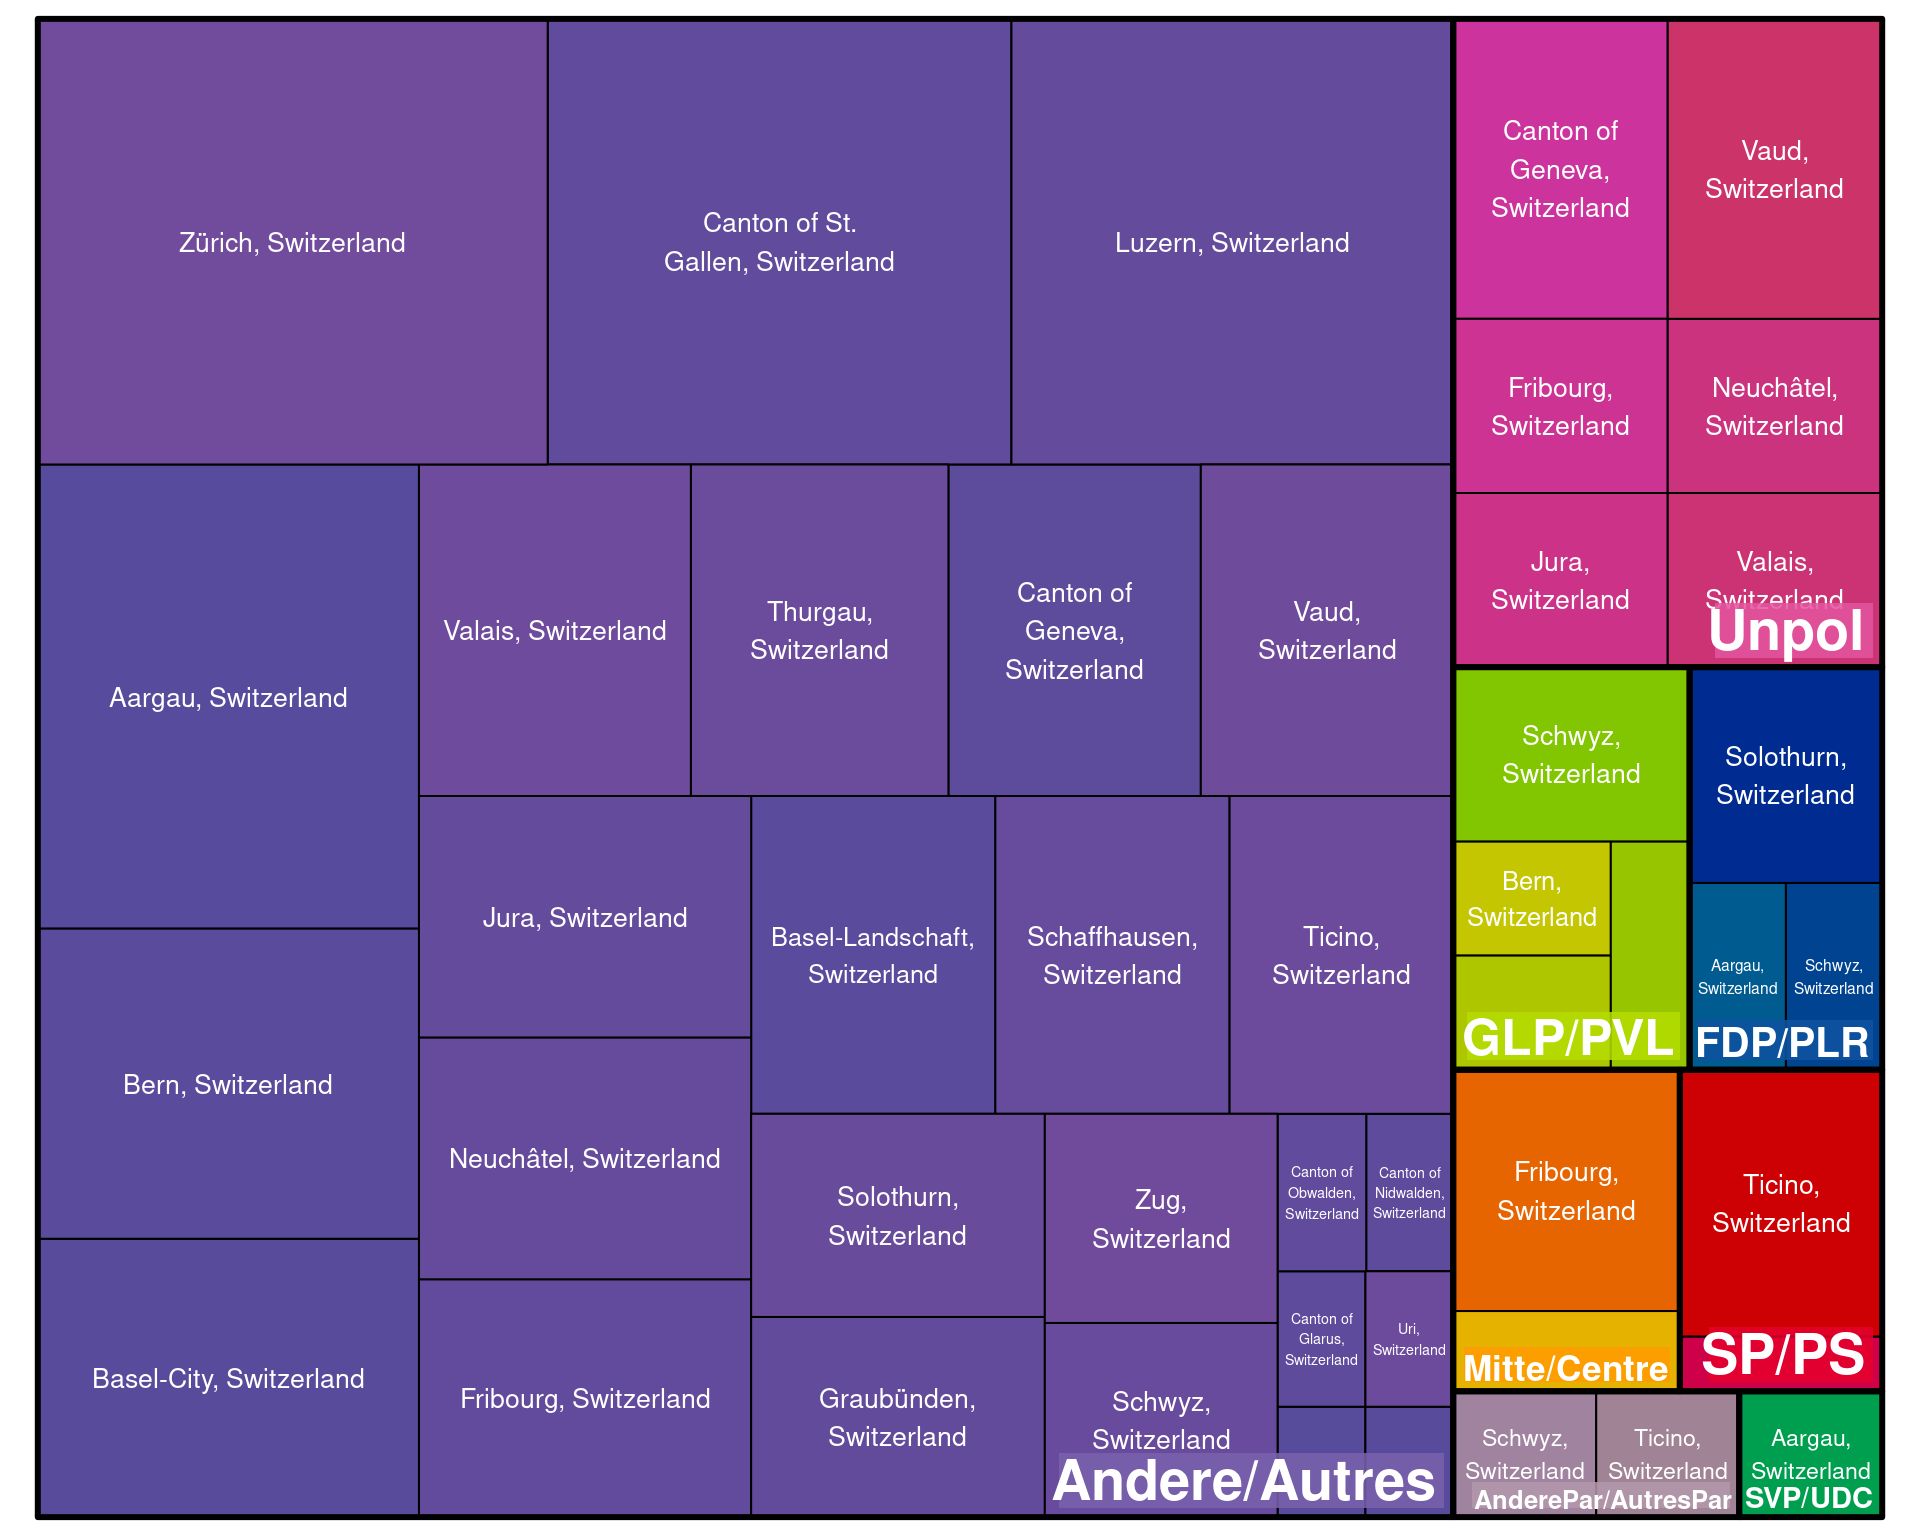 Zürich, Switzerland
Canton of St.
Gallen, Switzerland
Luzern, Switzerland
Aargau, Switzerland
Valais, Switzerland
Thurgau,
Switzerland
Canton of
Geneva,
Switzerland
Vaud,
Switzerland
Bern, Switzerland
Basel-City, Switzerland
Jura, Switzerland
Neuchâtel, Switzerland
Fribourg, Switzerland
Basel-Landschaft,
Switzerland
Schaffhausen,
Switzerland
Ticino,
Switzerland
Solothurn,
Switzerland
Graubünden,
Switzerland
Zug,
Switzerland
Schwyz,
Switzerland
Canton of
Obwalden,
Switzerland
Canton of
Nidwalden,
Switzerland
Canton of
Glarus,
Switzerland
Uri,
Switzerland
Andere/Autres
Canton of
Geneva,
Switzerland
Vaud,
Switzerland
Fribourg,
Switzerland
Neuchâtel,
Switzerland
Jura,
Switzerland
Valais,
Switzerland
Unpol
Schwyz,
Switzerland
Bern,
Switzerland
GLP/PVL
Solothurn,
Switzerland
Aargau,
Switzerland
Schwyz,
Switzerland
FDP/PLR
Fribourg,
Switzerland
Mitte/Centre
Ticino,
Switzerland
SP/PS
Schwyz,
Switzerland
Ticino,
Switzerland
AnderePar/AutresPar
Aargau,
Switzerland
SVP/UDC